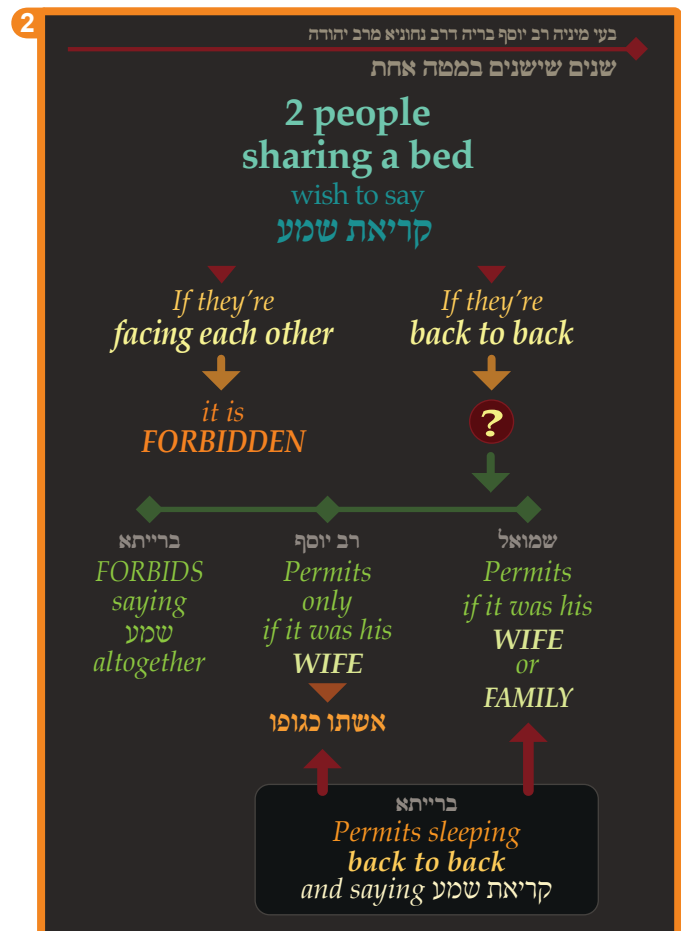 2
בעי מיניה רב יוסף בריה דרב נחוניא מרב יהודה
שנים שישנים במטה אחת
2 people
sharing a bed
wish to say
קריאת שמע
If they're
facing each other
it is
FORBIDDEN
If they're
back to back
?
ברייתא
FORBIDS
saying
שמע
altogether
רב יוסף
Permits
only
if it was his
WIFE
אשתו כגופו
שמואל
Permits
if it was his
WIFE
or
FAMILY
ברייתא
Permits sleeping
back to back
and saying קריאת שמע